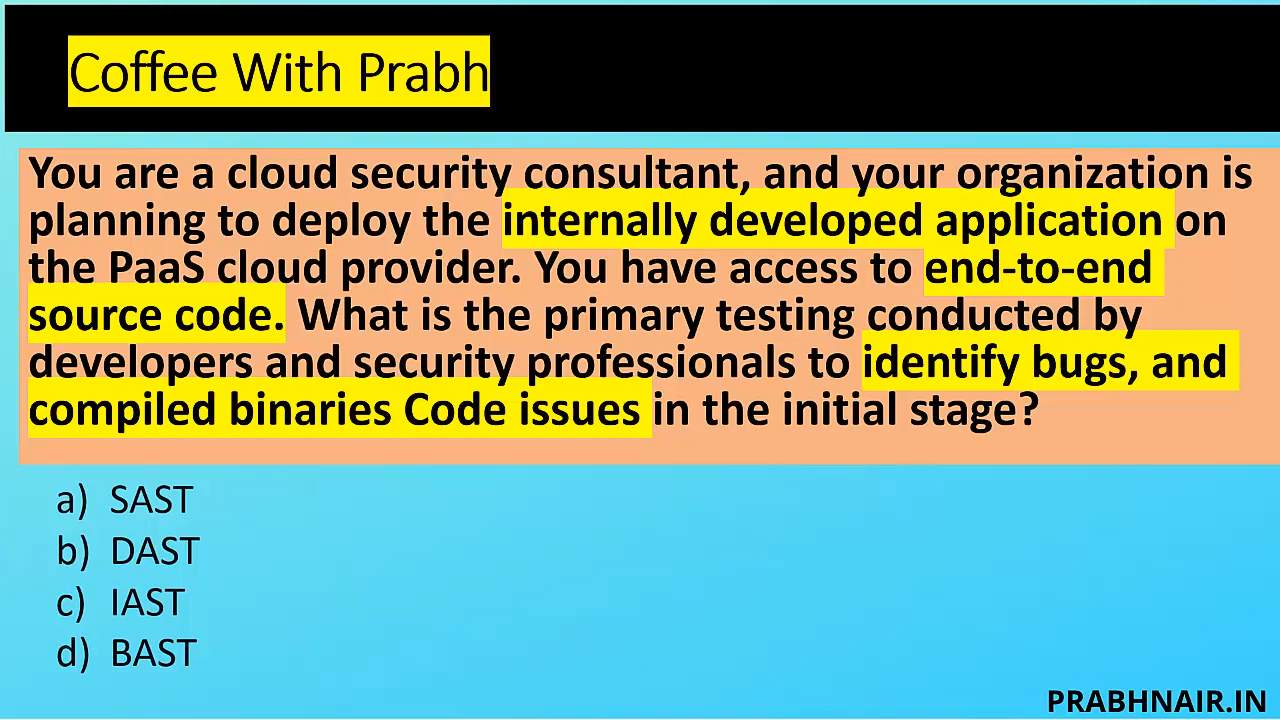 Coffee With Prabh
You are a cloud security consultant, and your organization is
planning to deploy the internally developed application on
the PaaS cloud provider. You have access to end-to-end
source code. What is the primary testing conducted by
developers and security professionals to identify bugs, and
compiled binaries Code issues in the initial stage?
a) SAST
b) DAST
c) IAST
d) BAST
PRABHNAIR.IN